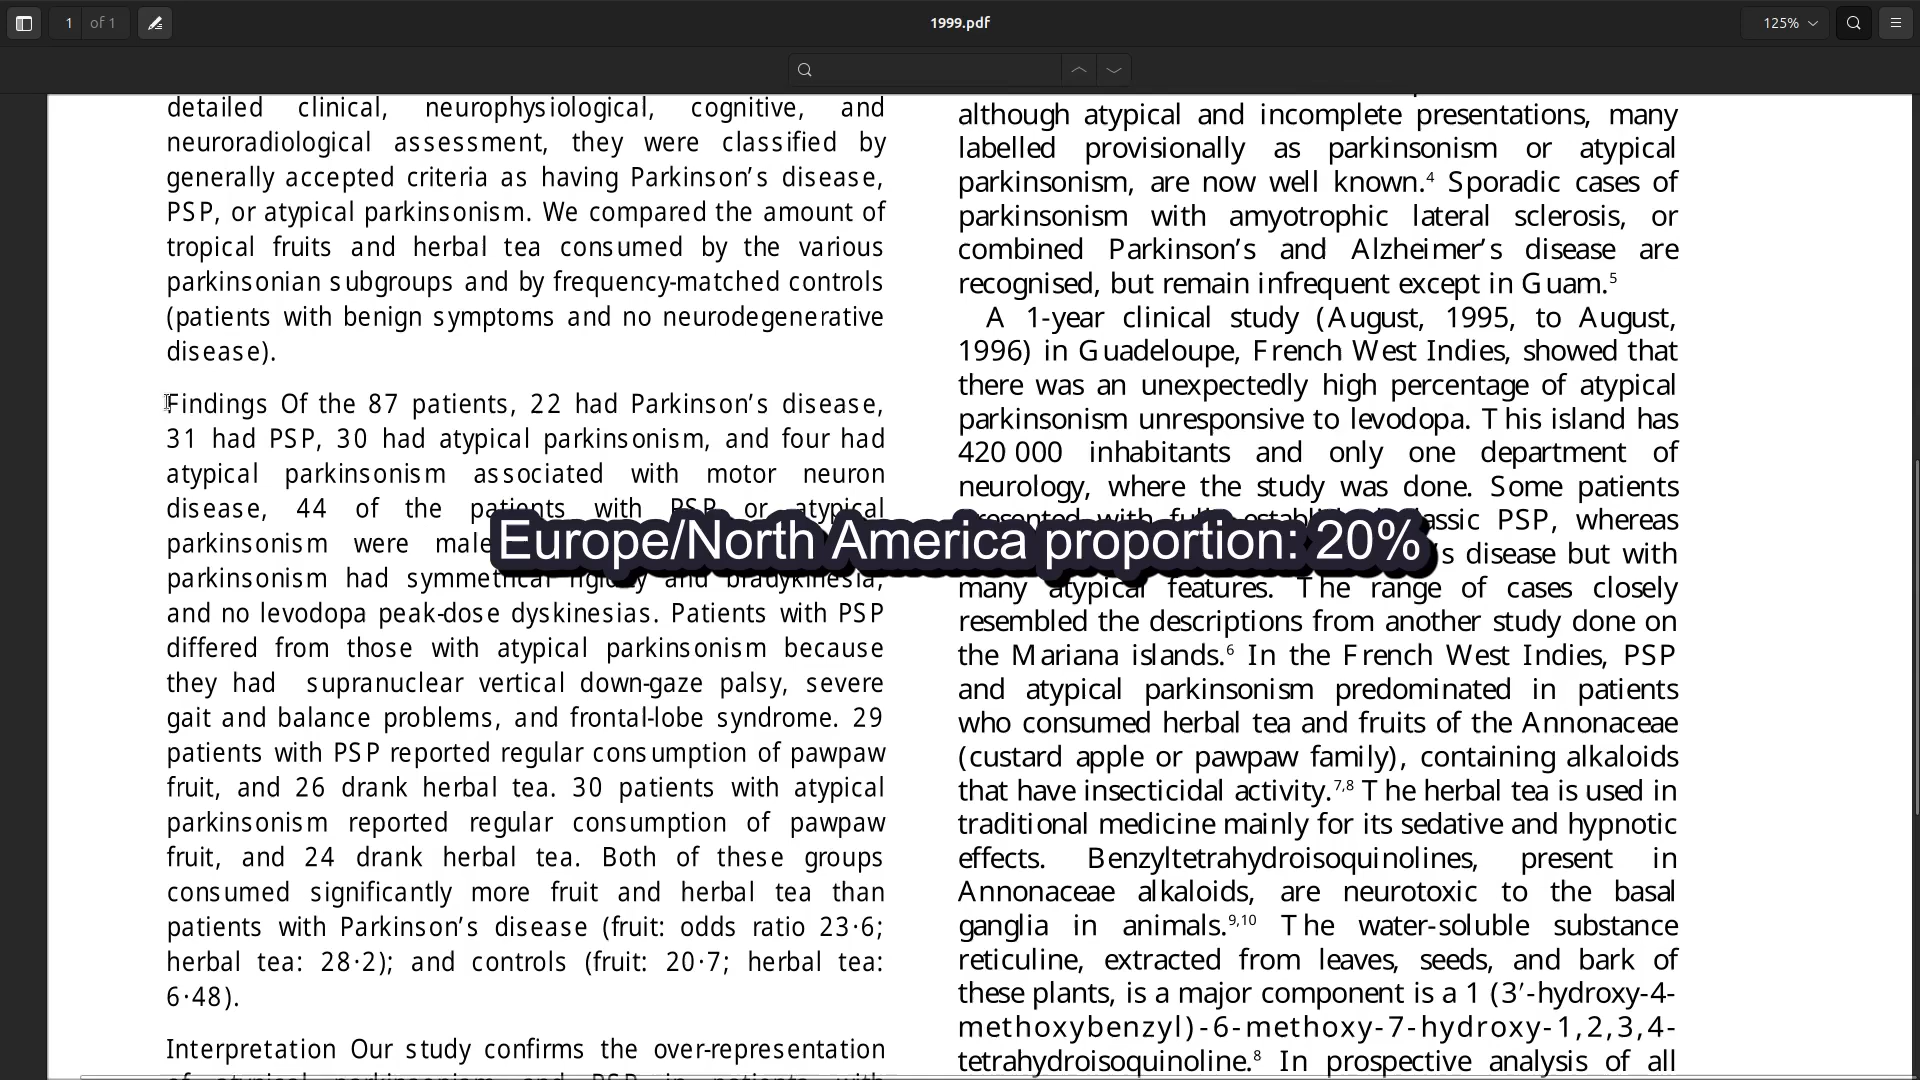 1 of 1
1999.pdf
125%
detailed clinical, neurophysiological, cognitive, and
neuroradiological assessment, they were classified by
generally accepted criteria as having Parkinson's disease,
PSP, or atypical parkinsonism. We compared the amount of
tropical fruits and herbal tea consumed by the various
parkinsonian subgroups and by frequency-matched controls
(patients with benign symptoms and no neurodegenerative
disease).
Findings Of the 87 patients, 22 had Parkinson's disease,
31 had PSP, 30 had atypical parkinsonism, and four had
atypical parkinsonism associated with motor neuron
disease, 44 of the patients with PSP or atypical
parkinsonism were male
parkinsonism had symmetrical rigidity and bradykinesia,
and no levodopa peak-dose dyskinesias. Patients with PSP
differed from those with atypical parkinsonism because
they had supranuclear vertical down-gaze palsy, severe
gait and balance problems, and frontal-lobe syndrome. 29
patients with PSP reported regular consumption of pawpaw
fruit, and 26 drank herbal tea. 30 patients with atypical
parkinsonism reported regular consumption of pawpaw
fruit, and 24 drank herbal tea. Both of these groups
consumed significantly more fruit and herbal tea than
patients with Parkinson's disease (fruit: odds ratio 23·6;
herbal tea: 28·2); and controls (fruit: 20·7; herbal tea:
6·48).
Interpretation Our study confirms the over-representation
of atypical parkinsonism and PSP in patients with
although atypical and incomplete presentations, many
labelled provisionally as parkinsonism or atypical
parkinsonism, are now well known.4 Sporadic cases of
parkinsonism with amyotrophic lateral sclerosis, or
combined Parkinson's and Alzheimer's disease are
recognised, but remain infrequent except in Guam.5
A 1-year clinical study (August, 1995, to August,
1996) in Guadeloupe, French West Indies, showed that
there was an unexpectedly high percentage of atypical
parkinsonism unresponsive to levodopa. This island has
420 000 inhabitants and only one department of
neurology, where the study was done. Some patients
presented with fully established classic PSP, whereas
's disease but with
many atypical features. The range of cases closely
resembled the descriptions from another study done on
the Mariana islands.6 In the French West Indies, PSP
and atypical parkinsonism predominated in patients
who consumed herbal tea and fruits of the Annonaceae
(custard apple or pawpaw family), containing alkaloids
that have insecticidal activity.7,8 The herbal tea is used in
traditional medicine mainly for its sedative and hypnotic
effects. Benzyltetrahydroisoquinolines, present in
Annonaceae alkaloids, are neurotoxic to the basal
ganglia in animals.9,10 The water-soluble substance
reticuline, extracted from leaves, seeds, and bark of
these plants, is a major component is a 1 (3′-hydroxy-4-
methoxybenzyl)-6-methoxy-7-hydroxy-1,2,3,4-
tetrahydroisoquinoline.8 In prospective analysis of all
Europe/North America proportion: 20%